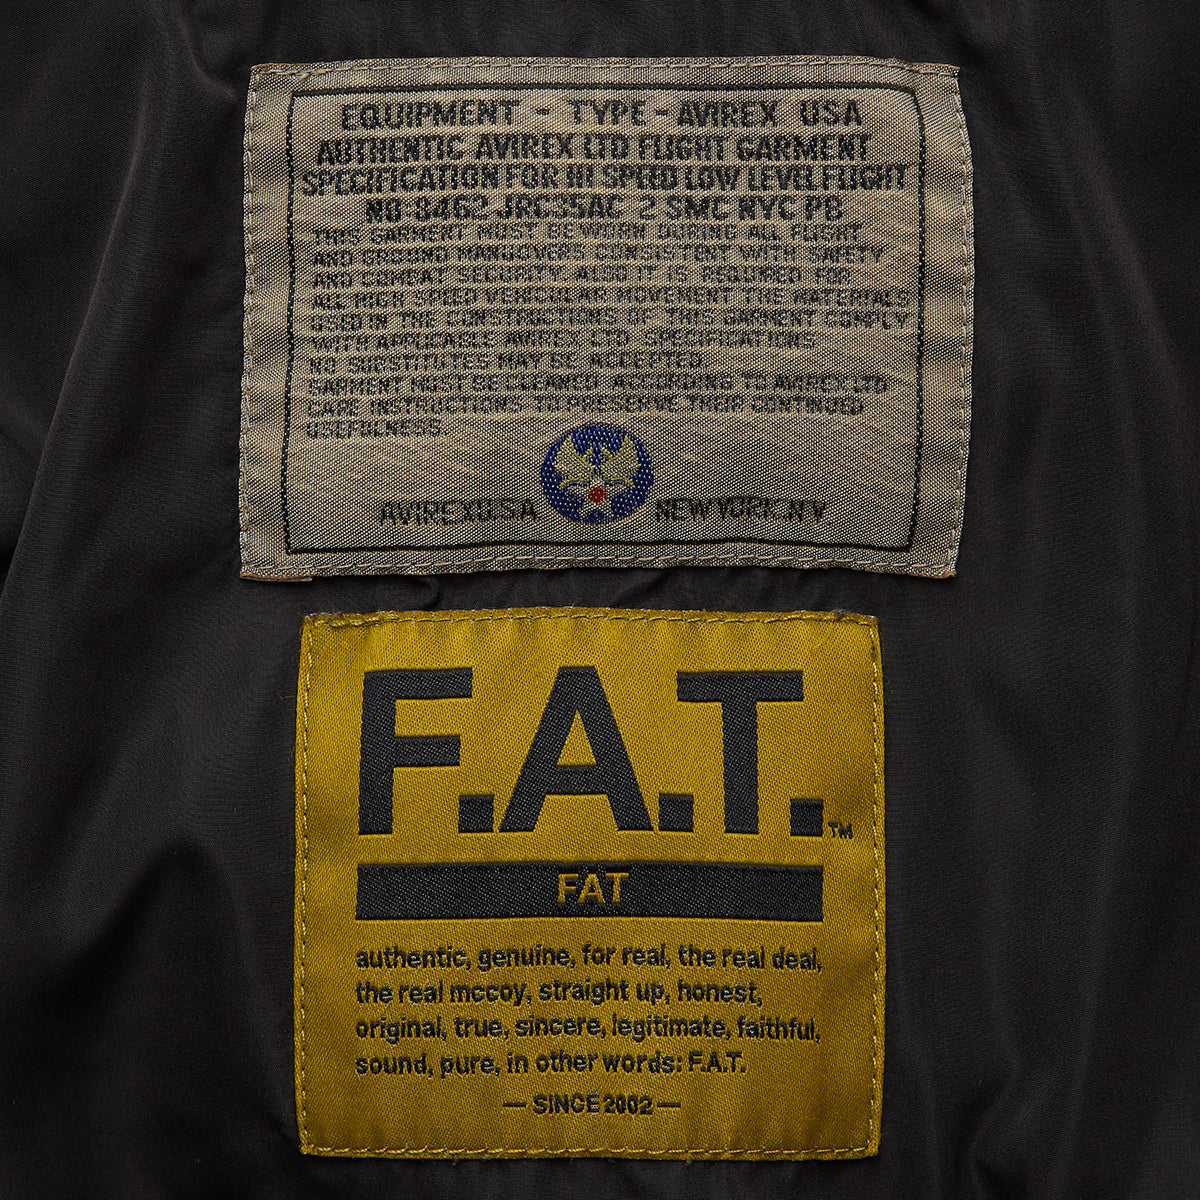 EQUIPMENT - TYPE - AVIREX USA
AUTHENTIC AVIREX LTD FLIGHT GARMENT
SPECIFICATION FOR HI SPEED LOW LEVEL FLIGHT
NO-8462 JRC35AC 2 SMC NYC PB
THIS GARMENT MUST BE WORN DURING ALL FLIGHT
AND GROUND MANUOVERS CONSISTENT WITH SAFETY
AND COMBAT SECURITY. ALSO IT IS REQUIRED FOR
ALL HIGH SPEED VEHICULAR MOVEMENT THE MATERIALS
USED IN THE CONSTRUCTIONS OF THIS GARMENT COMPLY
WITH APPLICABLE AVIREX LTD. SPECIFICATIONS
NO SUBSTITUTES MAY BE ACCEPTED.
GARMENT MUST BE CLEANED ACCORDING TO AVIREX LTD
CARE INSTRUCTIONS TO PRESERVE THEIR CONTINUED
USEFULNESS.
AVIREX U.S.A NEW YORK.N.Y
F.A.T.™
FAT
authentic, genuine, for real, the real deal,
the real mccoy, straight up, honest,
original, true, sincere, legitimate, faithful,
sound, pure, in other words: F.A.T.
— SINCE 2002 —